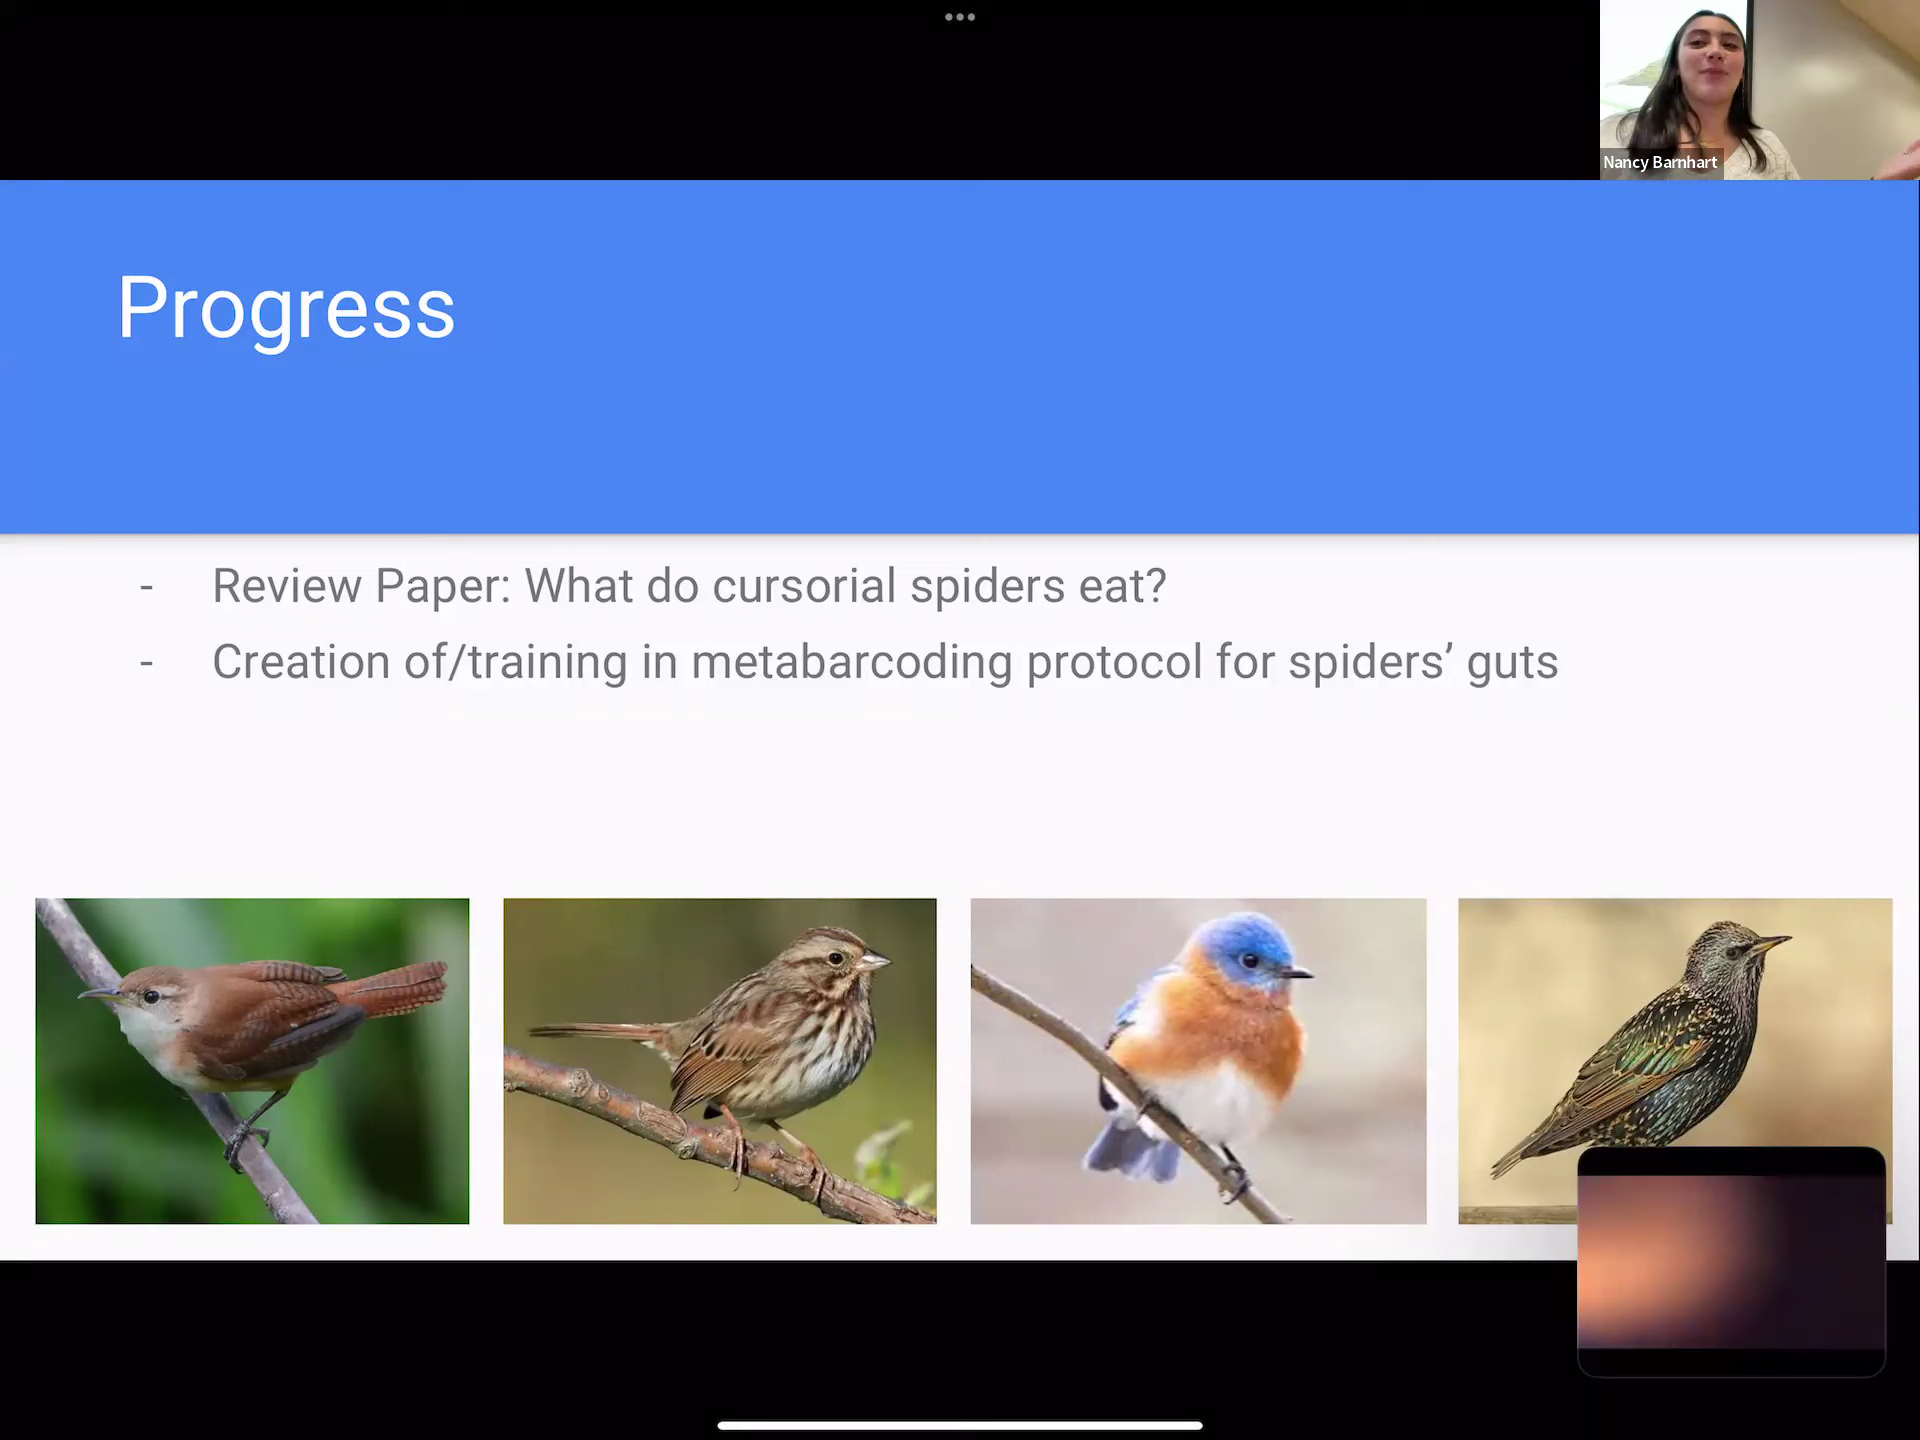 Nancy Barnhart
Progress
- Review Paper: What do cursorial spiders eat?
- Creation of/training in metabarcoding protocol for spiders’ guts